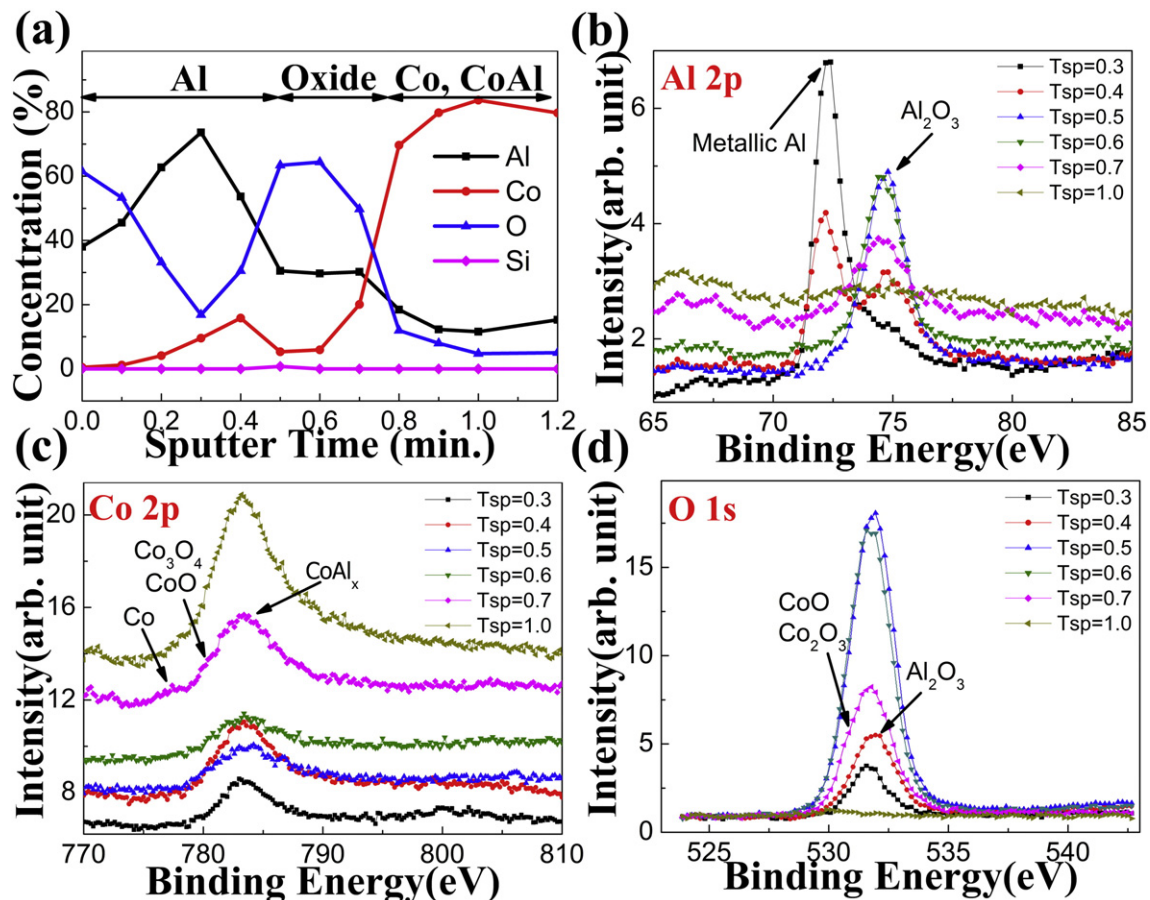 (a)
Al Oxide Co, CoAl
Concentration (%)
80
60
40
20
0
Al
Co
O
Si
0.0 0.2 0.4 0.6 0.8 1.0 1.2
Sputter Time (min.)
(b)
Al 2p
Intensity(arb. unit)
6
4
2
Metallic Al
Al2O3
Tsp=0.3
Tsp=0.4
Tsp=0.5
Tsp=0.6
Tsp=0.7
Tsp=1.0
65 70 75 80 85
Binding Energy(eV)
(c)
Co 2p
Intensity(arb. unit)
20
16
12
8
Co3O4
CoO
Co
CoAlx
Tsp=0.3
Tsp=0.4
Tsp=0.5
Tsp=0.6
Tsp=0.7
Tsp=1.0
770 780 790 800 810
Binding Energy(eV)
(d)
O 1s
Intensity(arb. unit)
15
10
5
0
CoO
Co2O3
Al2O3
Tsp=0.3
Tsp=0.4
Tsp=0.5
Tsp=0.6
Tsp=0.7
Tsp=1.0
525 530 535 540
Binding Energy(eV)